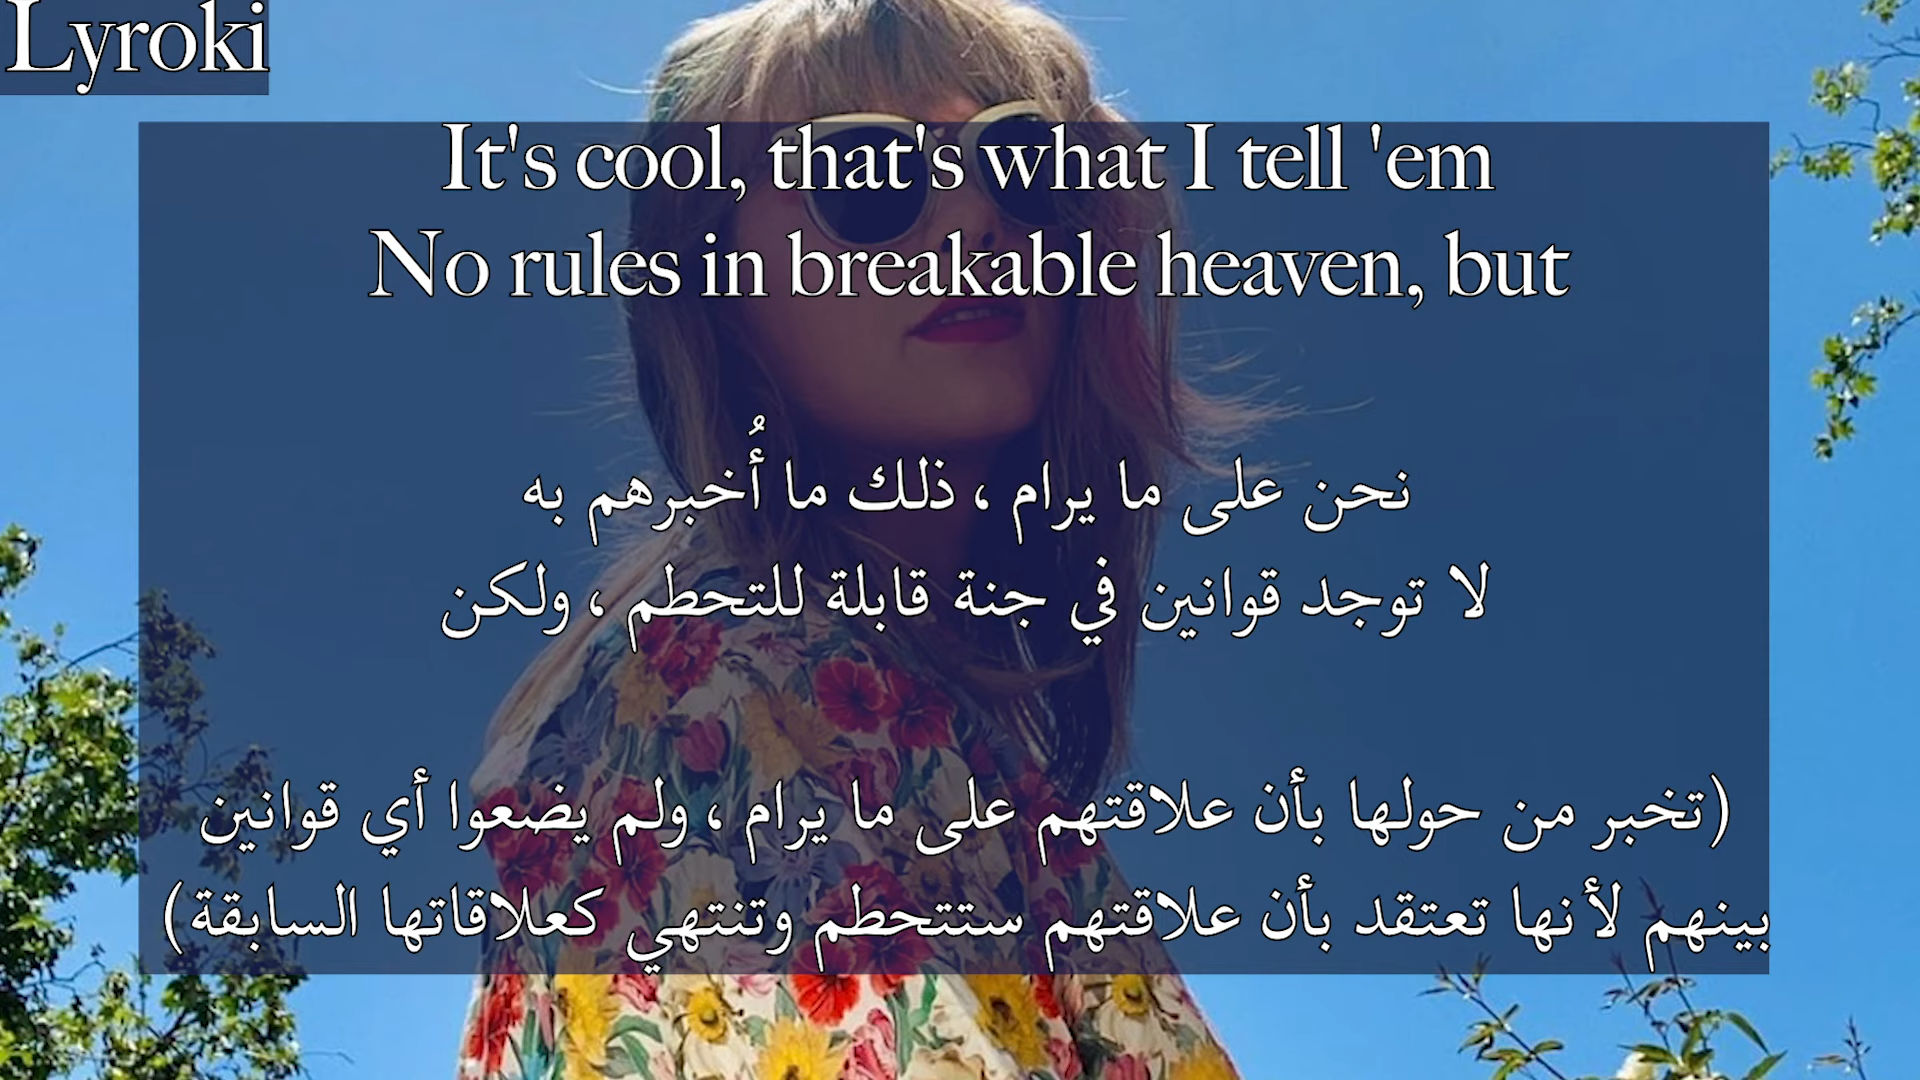 Lyroki
It's cool, that's what I tell 'em
No rules in breakable heaven, but
نحن على ما يرام ، ذلك ما أُخبرهم به
لا توجد قوانين في جنة قابلة للتحطم ، ولكن
(تخبر من حولها بأن علاقتهم على ما يرام ، ولم يضعوا أي قوانين
بينهم لأنها تعتقد بأن علاقتهم ستتحطم وتنتهي كعلاقاتها السابقة)